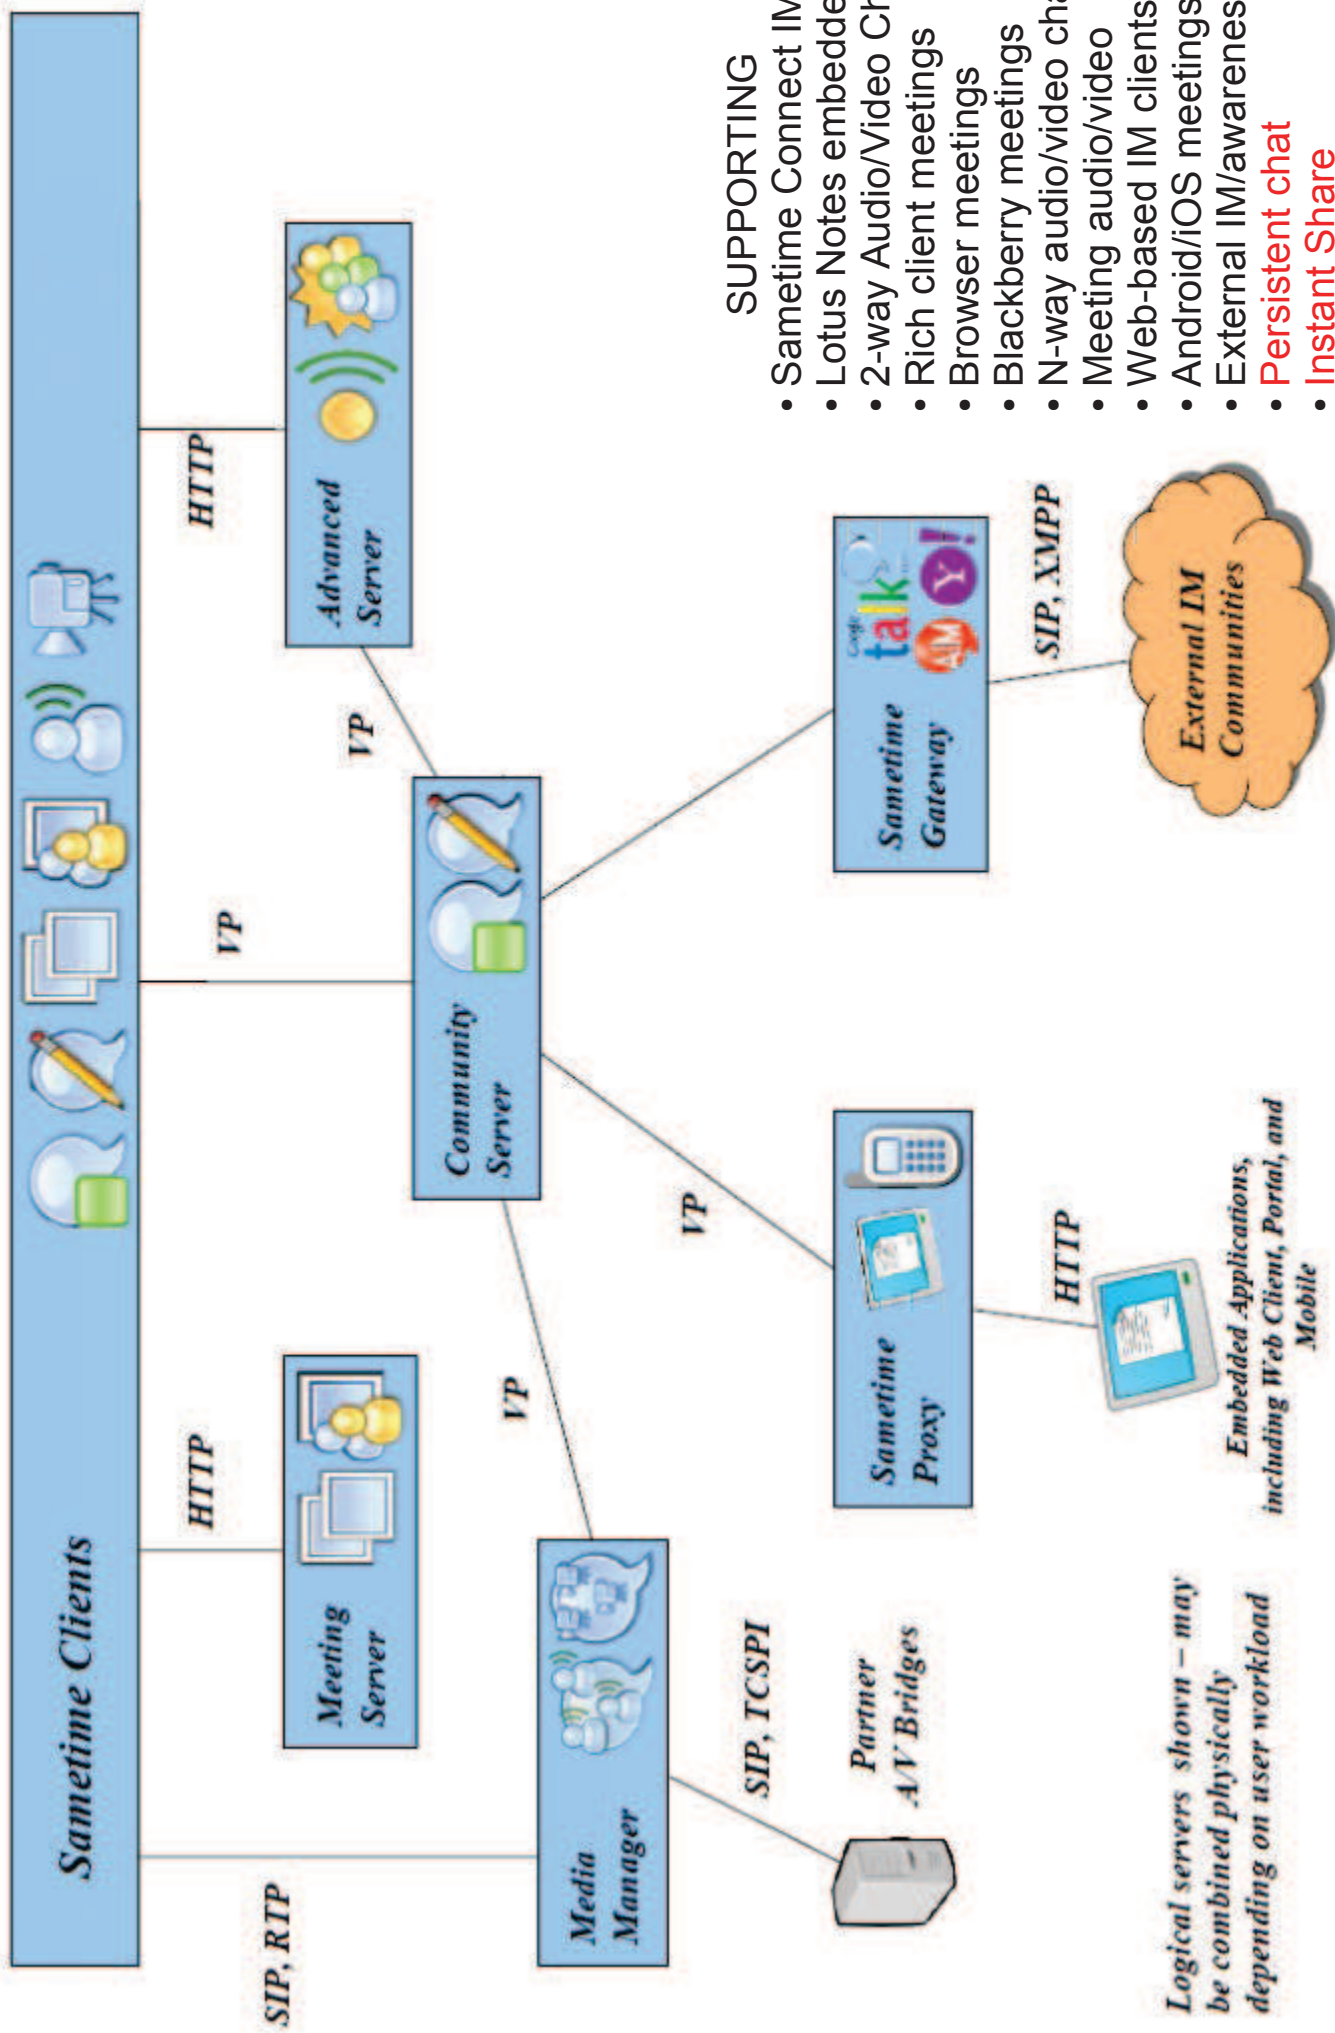 Sametime Clients
SIP, RTP
HTTP
VP
HTTP
Meeting
Server
Advanced
Server
VP
VP
Community
Server
Media
Manager
SIP, TCSPI
Partner
A/V Bridges
VP
Sametime
Proxy
HTTP
Embedded Applications,
including Web Client, Portal, and
Mobile
Sametime
Gateway
Google
talk
AIM
Y!
SIP, XMPP
External IM
Communities
Logical servers shown – may
be combined physically
depending on user workload
SUPPORTING
• Sametime Connect IM
• Lotus Notes embedde
• 2-way Audio/Video Ch
• Rich client meetings
• Browser meetings
• Blackberry meetings
• N-way audio/video cha
• Meeting audio/video
• Web-based IM clients
• Android/iOS meetings
• External IM/awarenes
• Persistent chat
• Instant Share